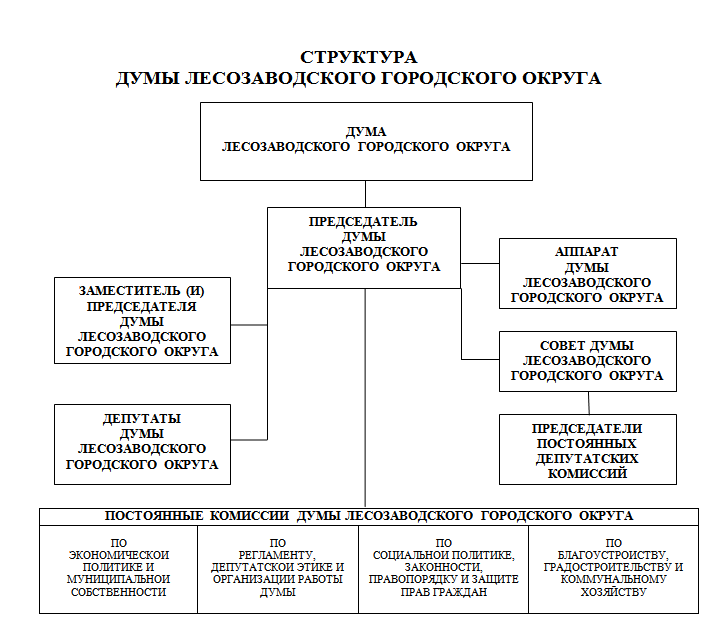 СТРУКТУРА
ДУМЫ ЛЕСОЗАВОДСКОГО ГОРОДСКОГО ОКРУГА
ДУМА
ЛЕСОЗАВОДСКОГО ГОРОДСКОГО ОКРУГА
ПРЕДСЕДАТЕЛЬ
ДУМЫ
ЛЕСОЗАВОДСКОГО
ГОРОДСКОГО ОКРУГА
АППАРАТ
ДУМЫ
ЛЕСОЗАВОДСКОГО
ГОРОДСКОГО ОКРУГА
ЗАМЕСТИТЕЛЬ (И)
ПРЕДСЕДАТЕЛЯ
ДУМЫ
ЛЕСОЗАВОДСКОГО
ГОРОДСКОГО ОКРУГА
СОВЕТ ДУМЫ
ЛЕСОЗАВОДСКОГО
ГОРОДСКОГО ОКРУГА
ДЕПУТАТЫ
ДУМЫ
ЛЕСОЗАВОДСКОГО
ГОРОДСКОГО ОКРУГА
ПРЕДСЕДАТЕЛИ
ПОСТОЯННЫХ
ДЕПУТАТСКИХ
КОМИССИЙ
ПОСТОЯННЫЕ КОМИССИИ ДУМЫ ЛЕСОЗАВОДСКОГО ГОРОДСКОГО ОКРУГА
ПО
ЭКОНОМИЧЕСКОЙ
ПОЛИТИКЕ И
МУНИЦИПАЛЬНОЙ
СОБСТВЕННОСТИ
ПО
РЕГЛАМЕНТУ,
ДЕПУТАТСКОЙ ЭТИКЕ И
ОРГАНИЗАЦИИ РАБОТЫ
ДУМЫ
ПО
СОЦИАЛЬНОЙ ПОЛИТИКЕ,
ЗАКОННОСТИ,
ПРАВОПОРЯДКУ И ЗАЩИТЕ
ПРАВ ГРАЖДАН
ПО
БЛАГОУСТРОЙСТВУ,
ГРАДОСТРОИТЕЛЬСТВУ И
КОММУНАЛЬНОМУ
ХОЗЯЙСТВУ